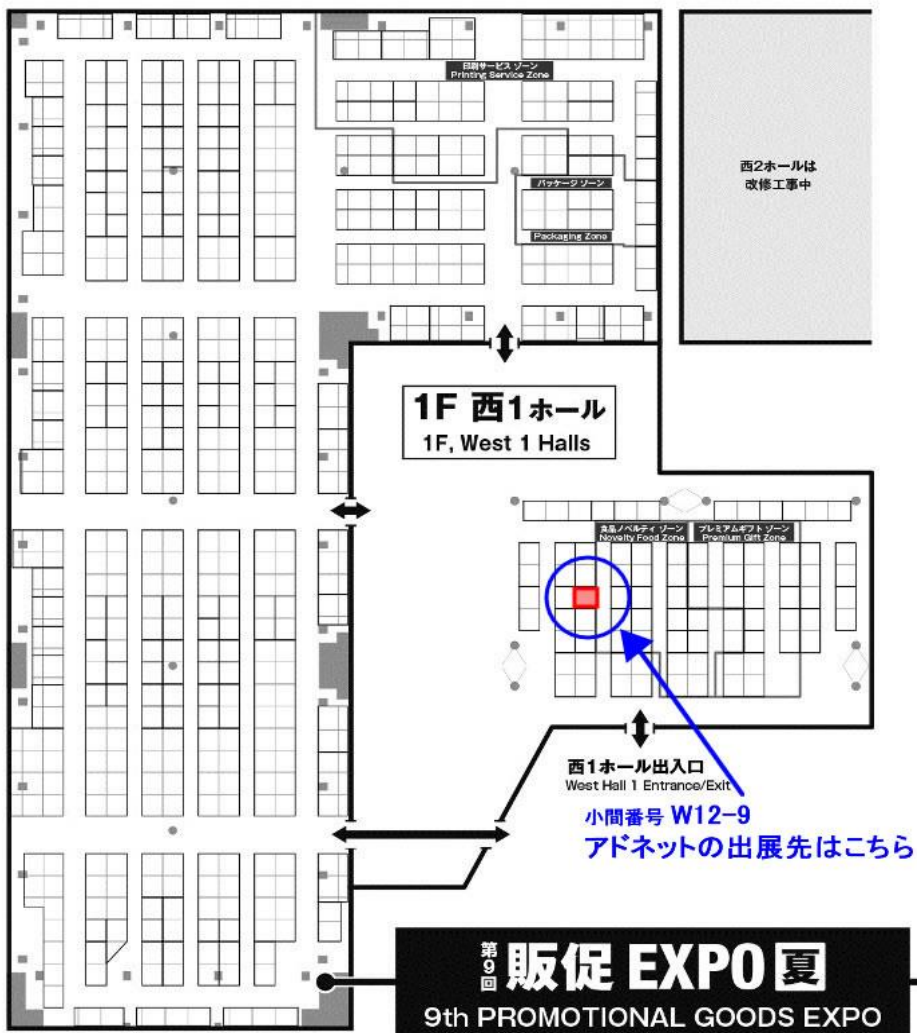 印刷サービス ゾーン
Printing Service Zone
パッケージ ゾーン
Packaging Zone
西2ホールは
改修工事中
1F 西1ホール
1F, West 1 Halls
食品ノベルティ ゾーン
Novelty Food Zone
プレミアムギフト ゾーン
Premium Gift Zone
西1ホール出入口
West Hall 1 Entrance/Exit
小間番号 W12-9
アドネットの出展先はこちら
第9回 販促 EXPO 夏
9th PROMOTIONAL GOODS EXPO